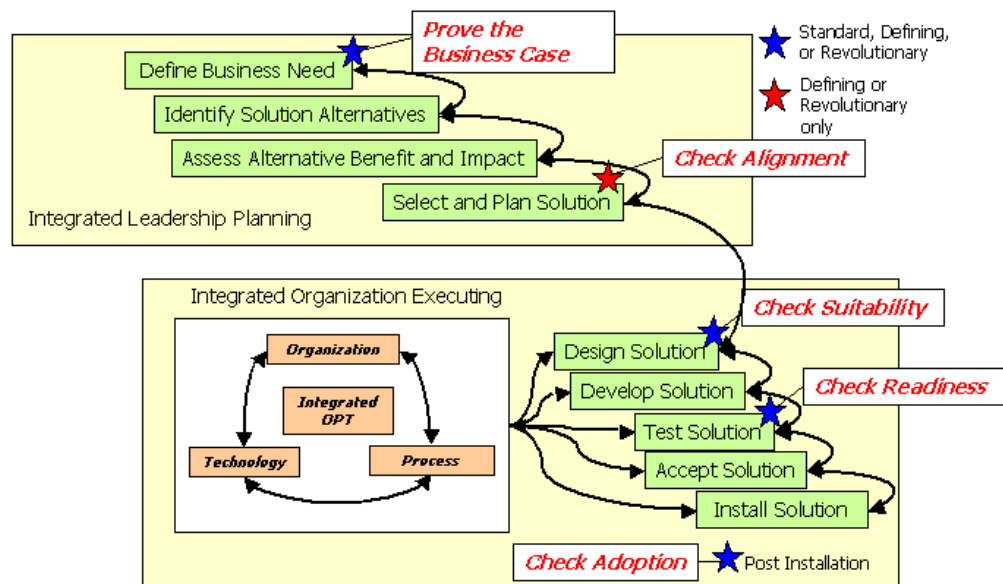 Prove the
Business Case
Standard, Defining,
or Revolutionary
Define Business Need
Defining or
Revolutionary
only
Identify Solution Alternatives
Assess Alternative Benefit and Impact
Check Alignment
Select and Plan Solution
Integrated Leadership Planning
Integrated Organization Executing
Check Suitability
Organization
Design Solution
Develop Solution
Check Readiness
Integrated
OPT
Test Solution
Technology
Process
Accept Solution
Install Solution
Check Adoption
Post Installation